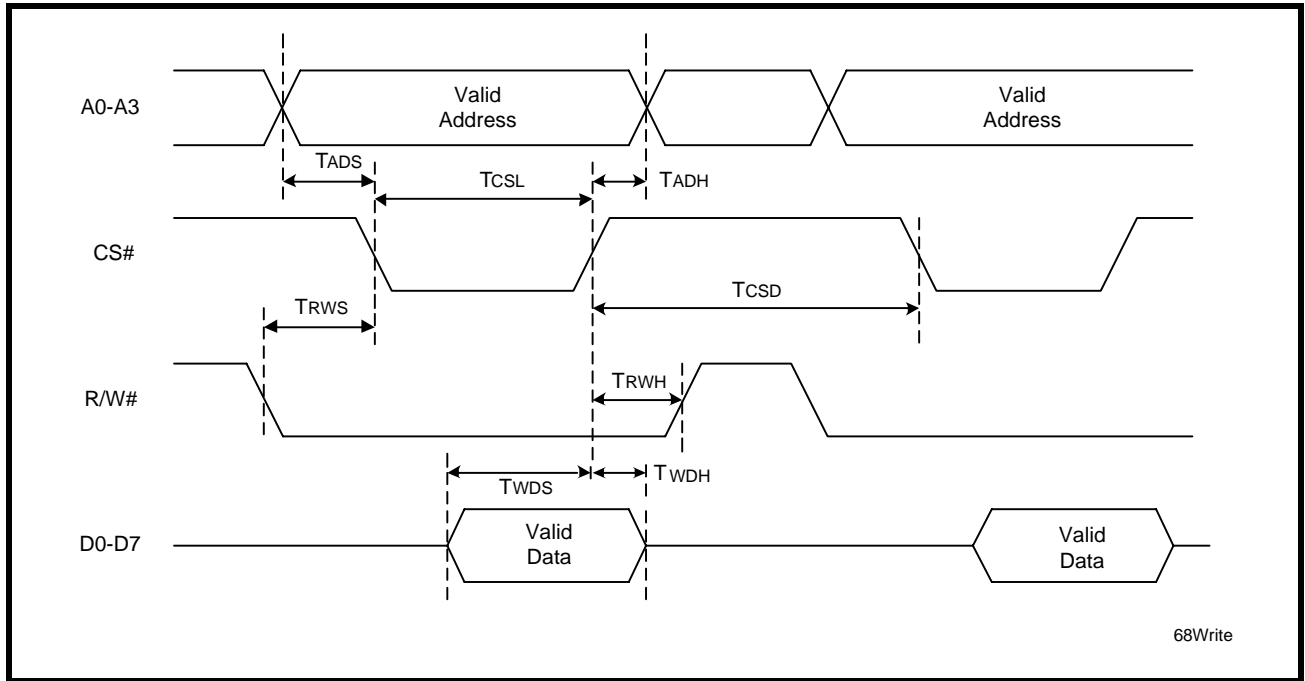 A0-A3
Valid
Address
Valid
Address
TADS
TCSL
TADH
CS#
TCSD
TRWS
R/W#
TRWH
TWDS
TWDH
D0-D7
Valid
Data
Valid
Data
68Write